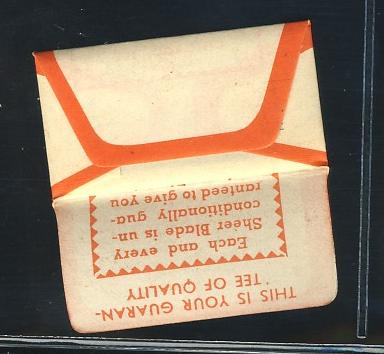 THIS IS YOUR GUARAN-
TEE OF QUALITY
Each and every
Sheer Blade is un-
conditionally gua-
ranteed to give you